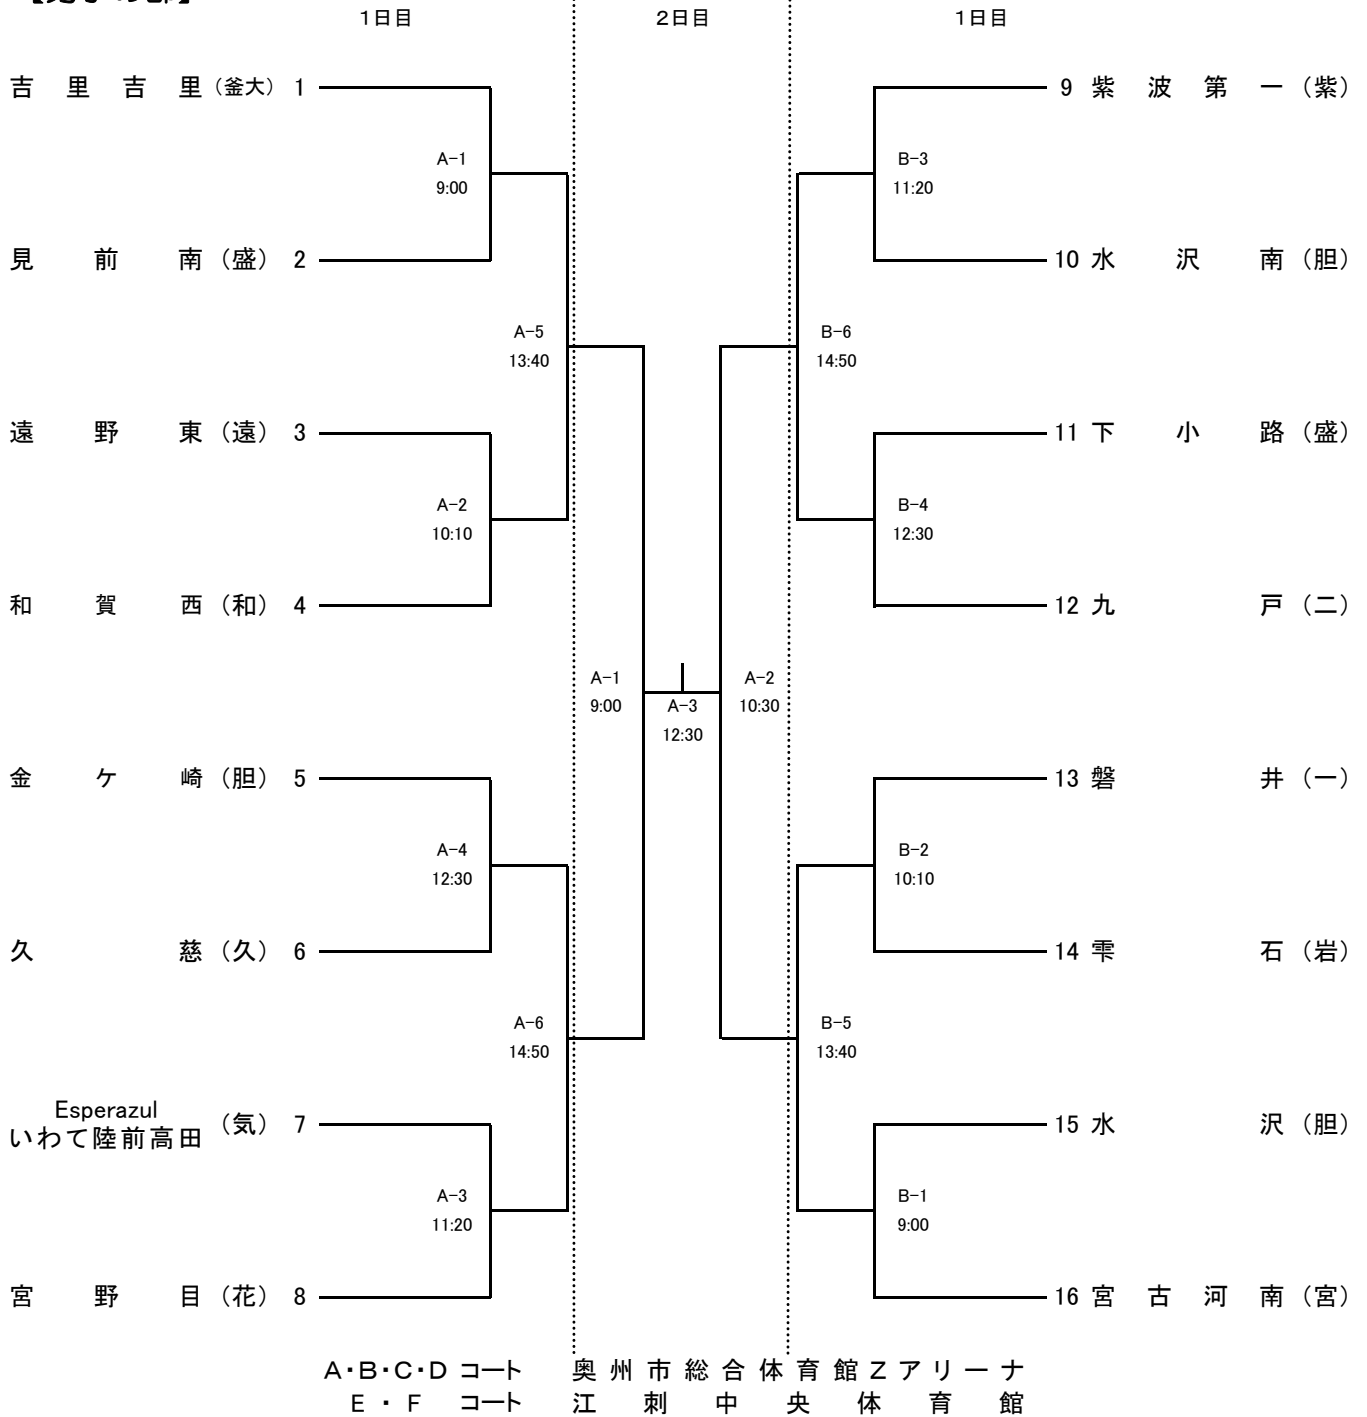 1日目 2日目 1日目
吉里吉里(釜大) 1
9 紫波第一(紫)
A-1
9:00
B-3
11:20
見前南(盛) 2
10 水沢南(胆)
A-5
13:40
B-6
14:50
遠野東(遠) 3
11 下小路(盛)
A-2
10:10
B-4
12:30
和賀西(和) 4
12 九戸(二)
A-1
9:00
A-3
12:30
A-2
10:30
金ケ崎(胆) 5
13 磐井(一)
A-4
12:30
B-2
10:10
久慈(久) 6
14 雫石(岩)
A-6
14:50
B-5
13:40
Esperazul
いわて陸前高田(気) 7
15 水沢(胆)
A-3
11:20
B-1
9:00
宮野目(花) 8
16 宮古河南(宮)
A・B・C・D コート 奥州市総合体育館Zアリーナ
E・F コート 江刺中央体育館